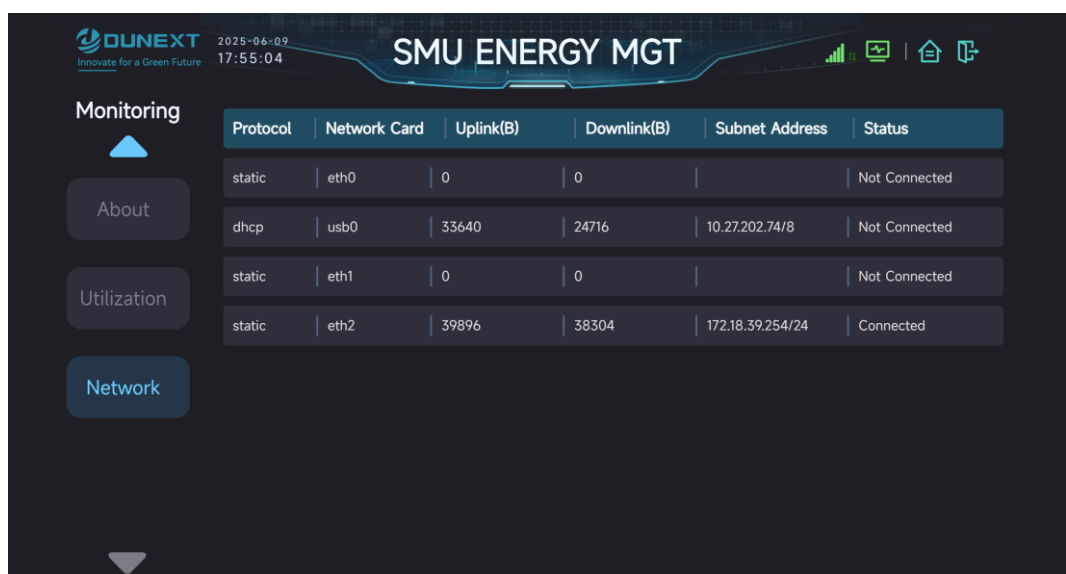 DUNEXT
Innovate for a Green Future
2025-06-09
17:55:04
SMU ENERGY MGT
Monitoring
About
Utilization
Network
Protocol Network Card Uplink(B) Downlink(B) Subnet Address Status
static eth0 0 0 Not Connected
dhcp usb0 33640 24716 10.27.202.74/8 Not Connected
static eth1 0 0 Not Connected
static eth2 39896 38304 172.18.39.254/24 Connected